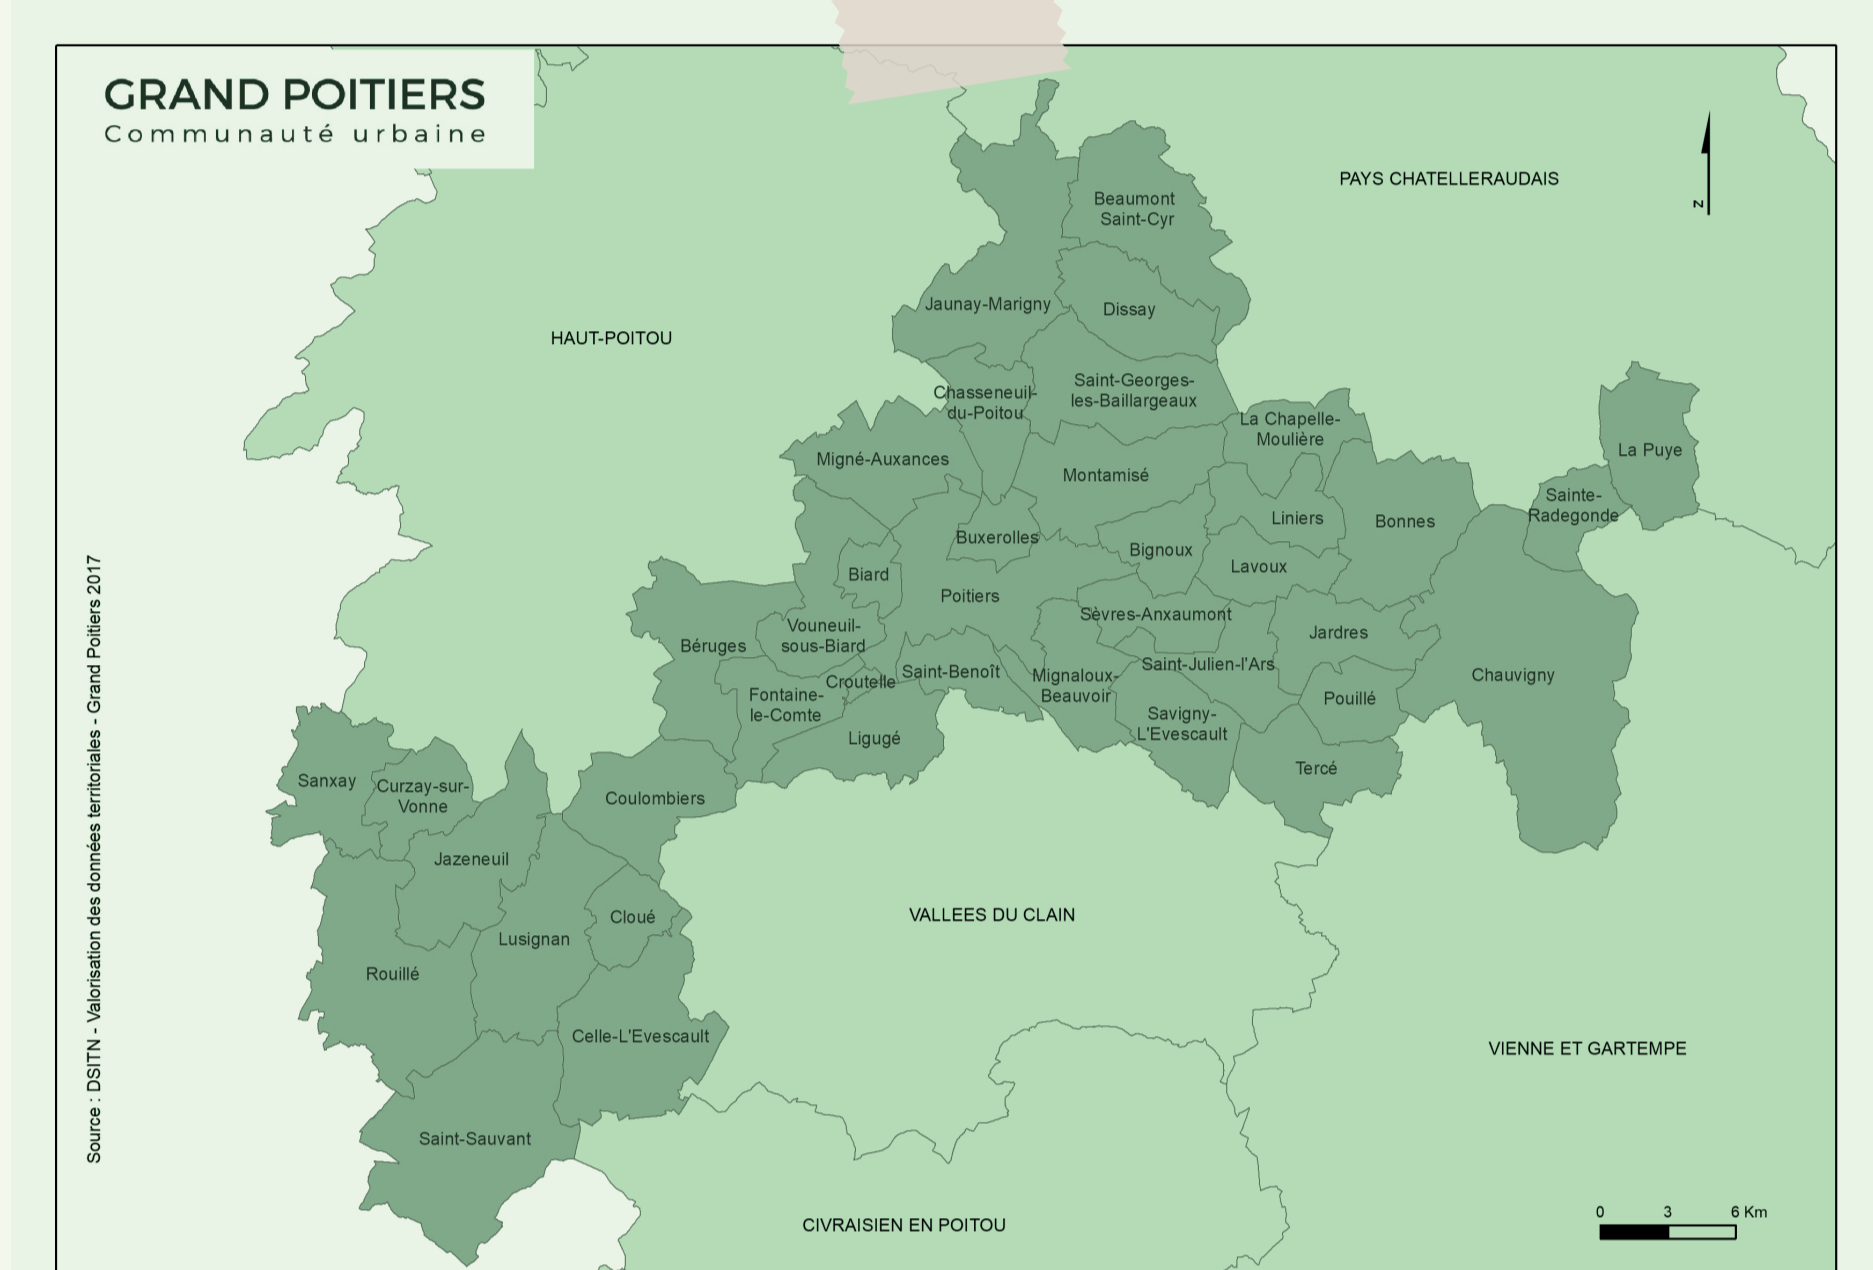 GRAND POITIERS
Communauté urbaine
PAYS CHATELLERAUDAIS
N
Beaumont
Saint-Cyr
Jaunay-Marigny
Dissay
HAUT-POITOU
Chasseneuil-
du-Poitou
Saint-Georges-
les-Baillargeaux
La Chapelle-
Moulière
La Puye
Migné-Auxances
Montamisé
Sainte-
Radegonde
Liniers
Bonnes
Buxerolles
Bignoux
Lavoux
Biard
Poitiers
Sèvres-Anxaumont
Jardres
Vouneuil-
sous-Biard
Béruges
Saint-Julien-l'Ars
Chauvigny
Croutelle
Saint-Benoît
Mignaloux-
Beauvoir
Fontaine-
le-Comte
Pouillé
Savigny-
L'Evescault
Ligugé
Tercé
Sanxay
Curzay-sur-
Vonne
Coulombiers
Jazeneuil
Cloué
Lusignan
VALLEES DU CLAIN
Rouillé
Celle-L'Evescault
VIENNE ET GARTEMPE
Saint-Sauvant
CIVRAISIEN EN POITOU
0 3 6 Km
Source : DSITN - Valorisation des données territoriales - Grand Poitiers 2017